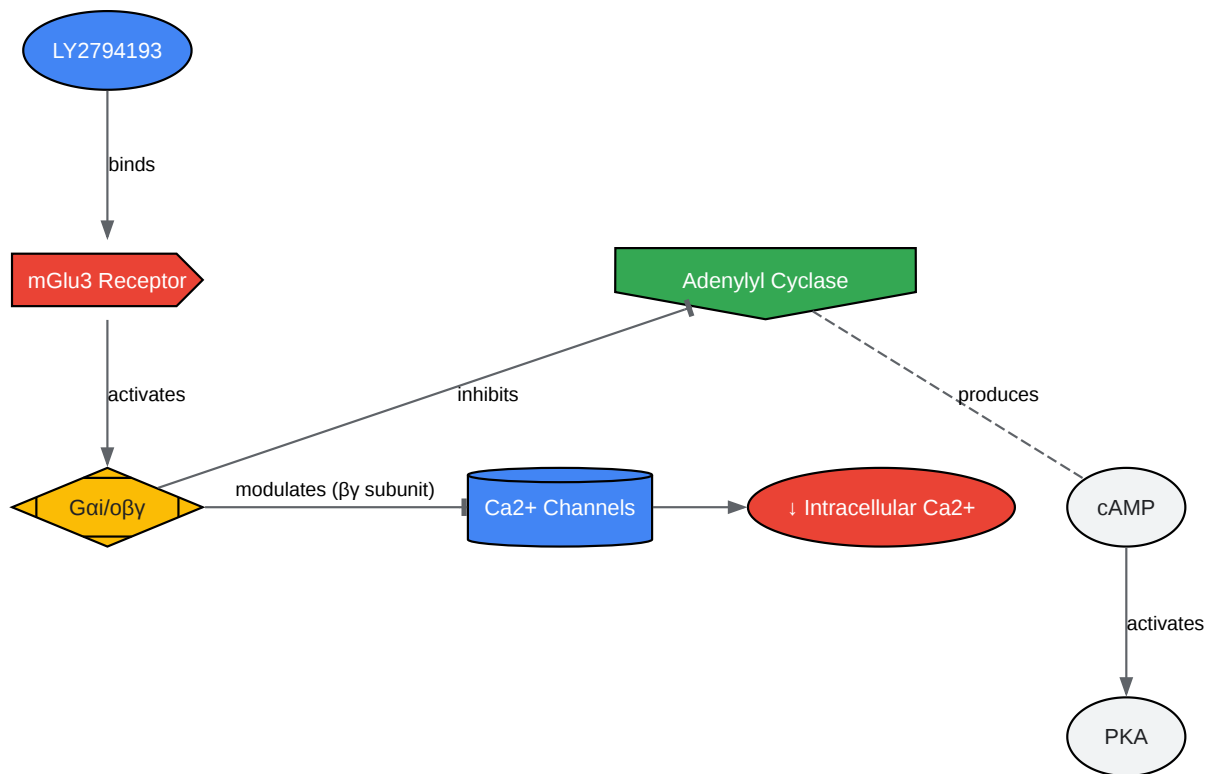 LY2794193
binds
mGlu3 Receptor
Adenylyl Cyclase
activates
inhibits
produces
Gαi/oβγ
modulates (βγ subunit)
Ca2+ Channels
↓ Intracellular Ca2+
cAMP
activates
PKA